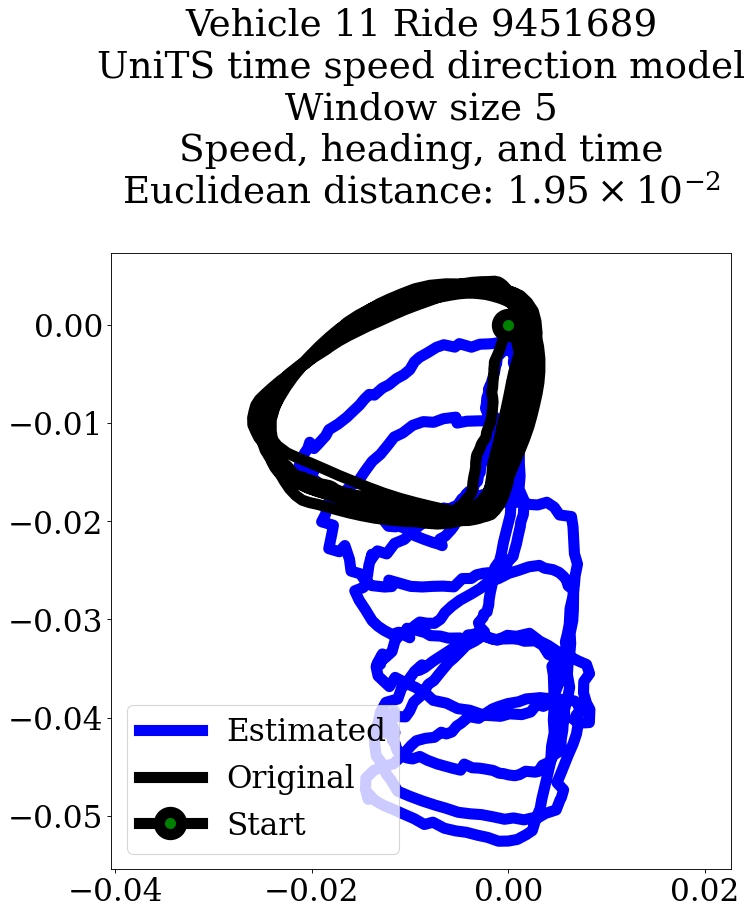 Vehicle 11 Ride 9451689
UniTS time speed direction model
Window size 5
Speed, heading, and time
Euclidean distance: 1.95 × 10⁻²
0.00
−0.01
−0.02
−0.03
−0.04
−0.05
Estimated
Original
Start
−0.04 −0.02 0.00 0.02